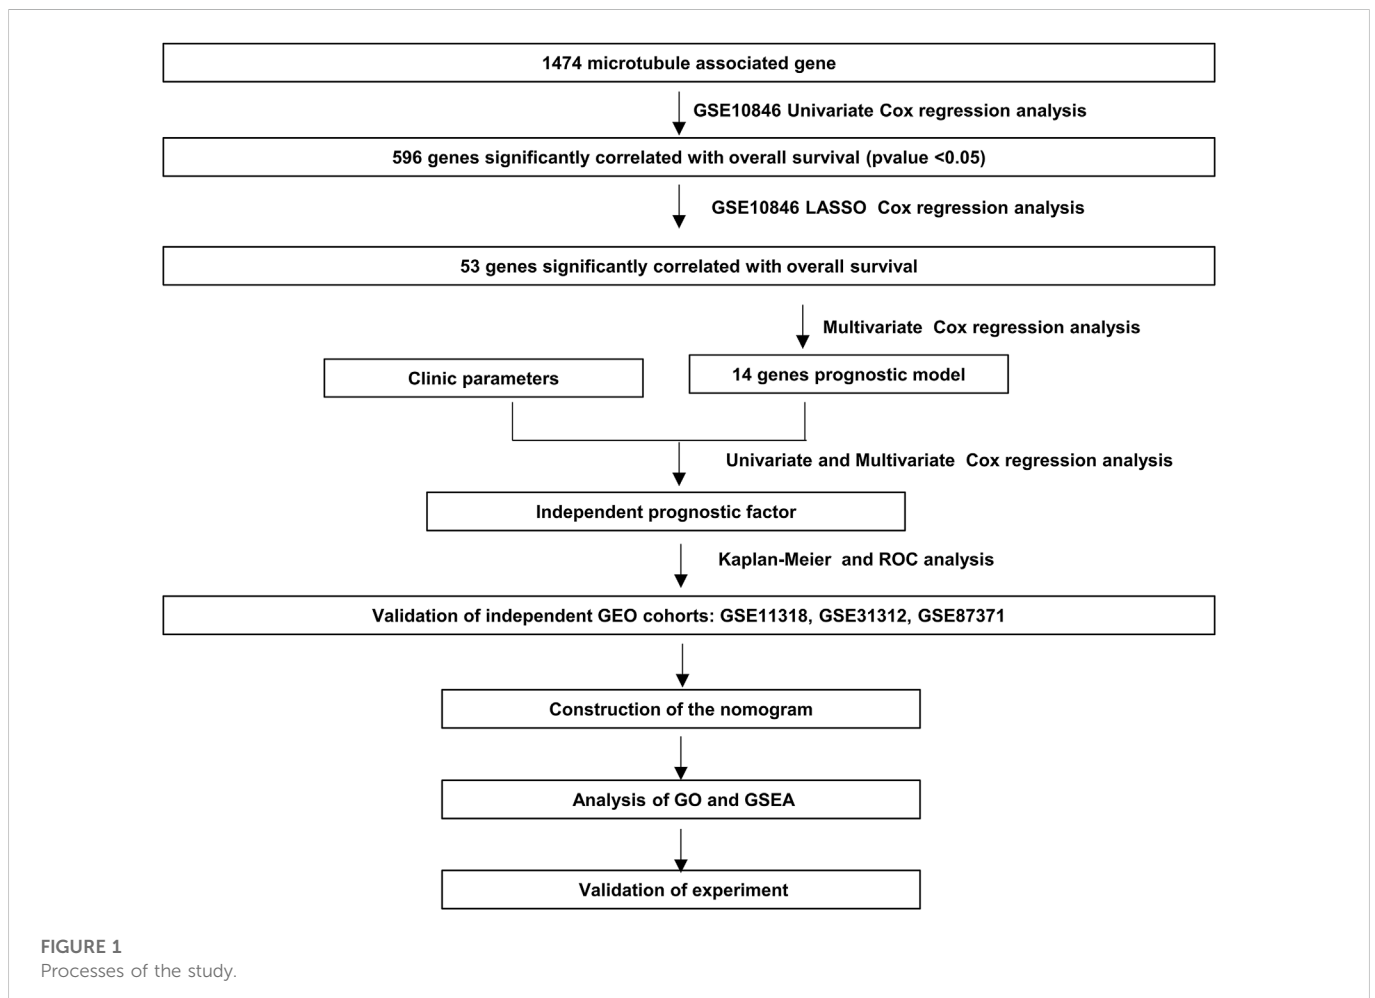 1474 microtubule associated gene
GSE10846 Univariate Cox regression analysis
596 genes significantly correlated with overall survival (pvalue <0.05)
GSE10846 LASSO Cox regression analysis
53 genes significantly correlated with overall survival
Multivariate Cox regression analysis
Clinic parameters
14 genes prognostic model
Univariate and Multivariate Cox regression analysis
Independent prognostic factor
Kaplan-Meier and ROC analysis
Validation of independent GEO cohorts: GSE11318, GSE31312, GSE87371
Construction of the nomogram
Analysis of GO and GSEA
Validation of experiment
FIGURE 1
Processes of the study.